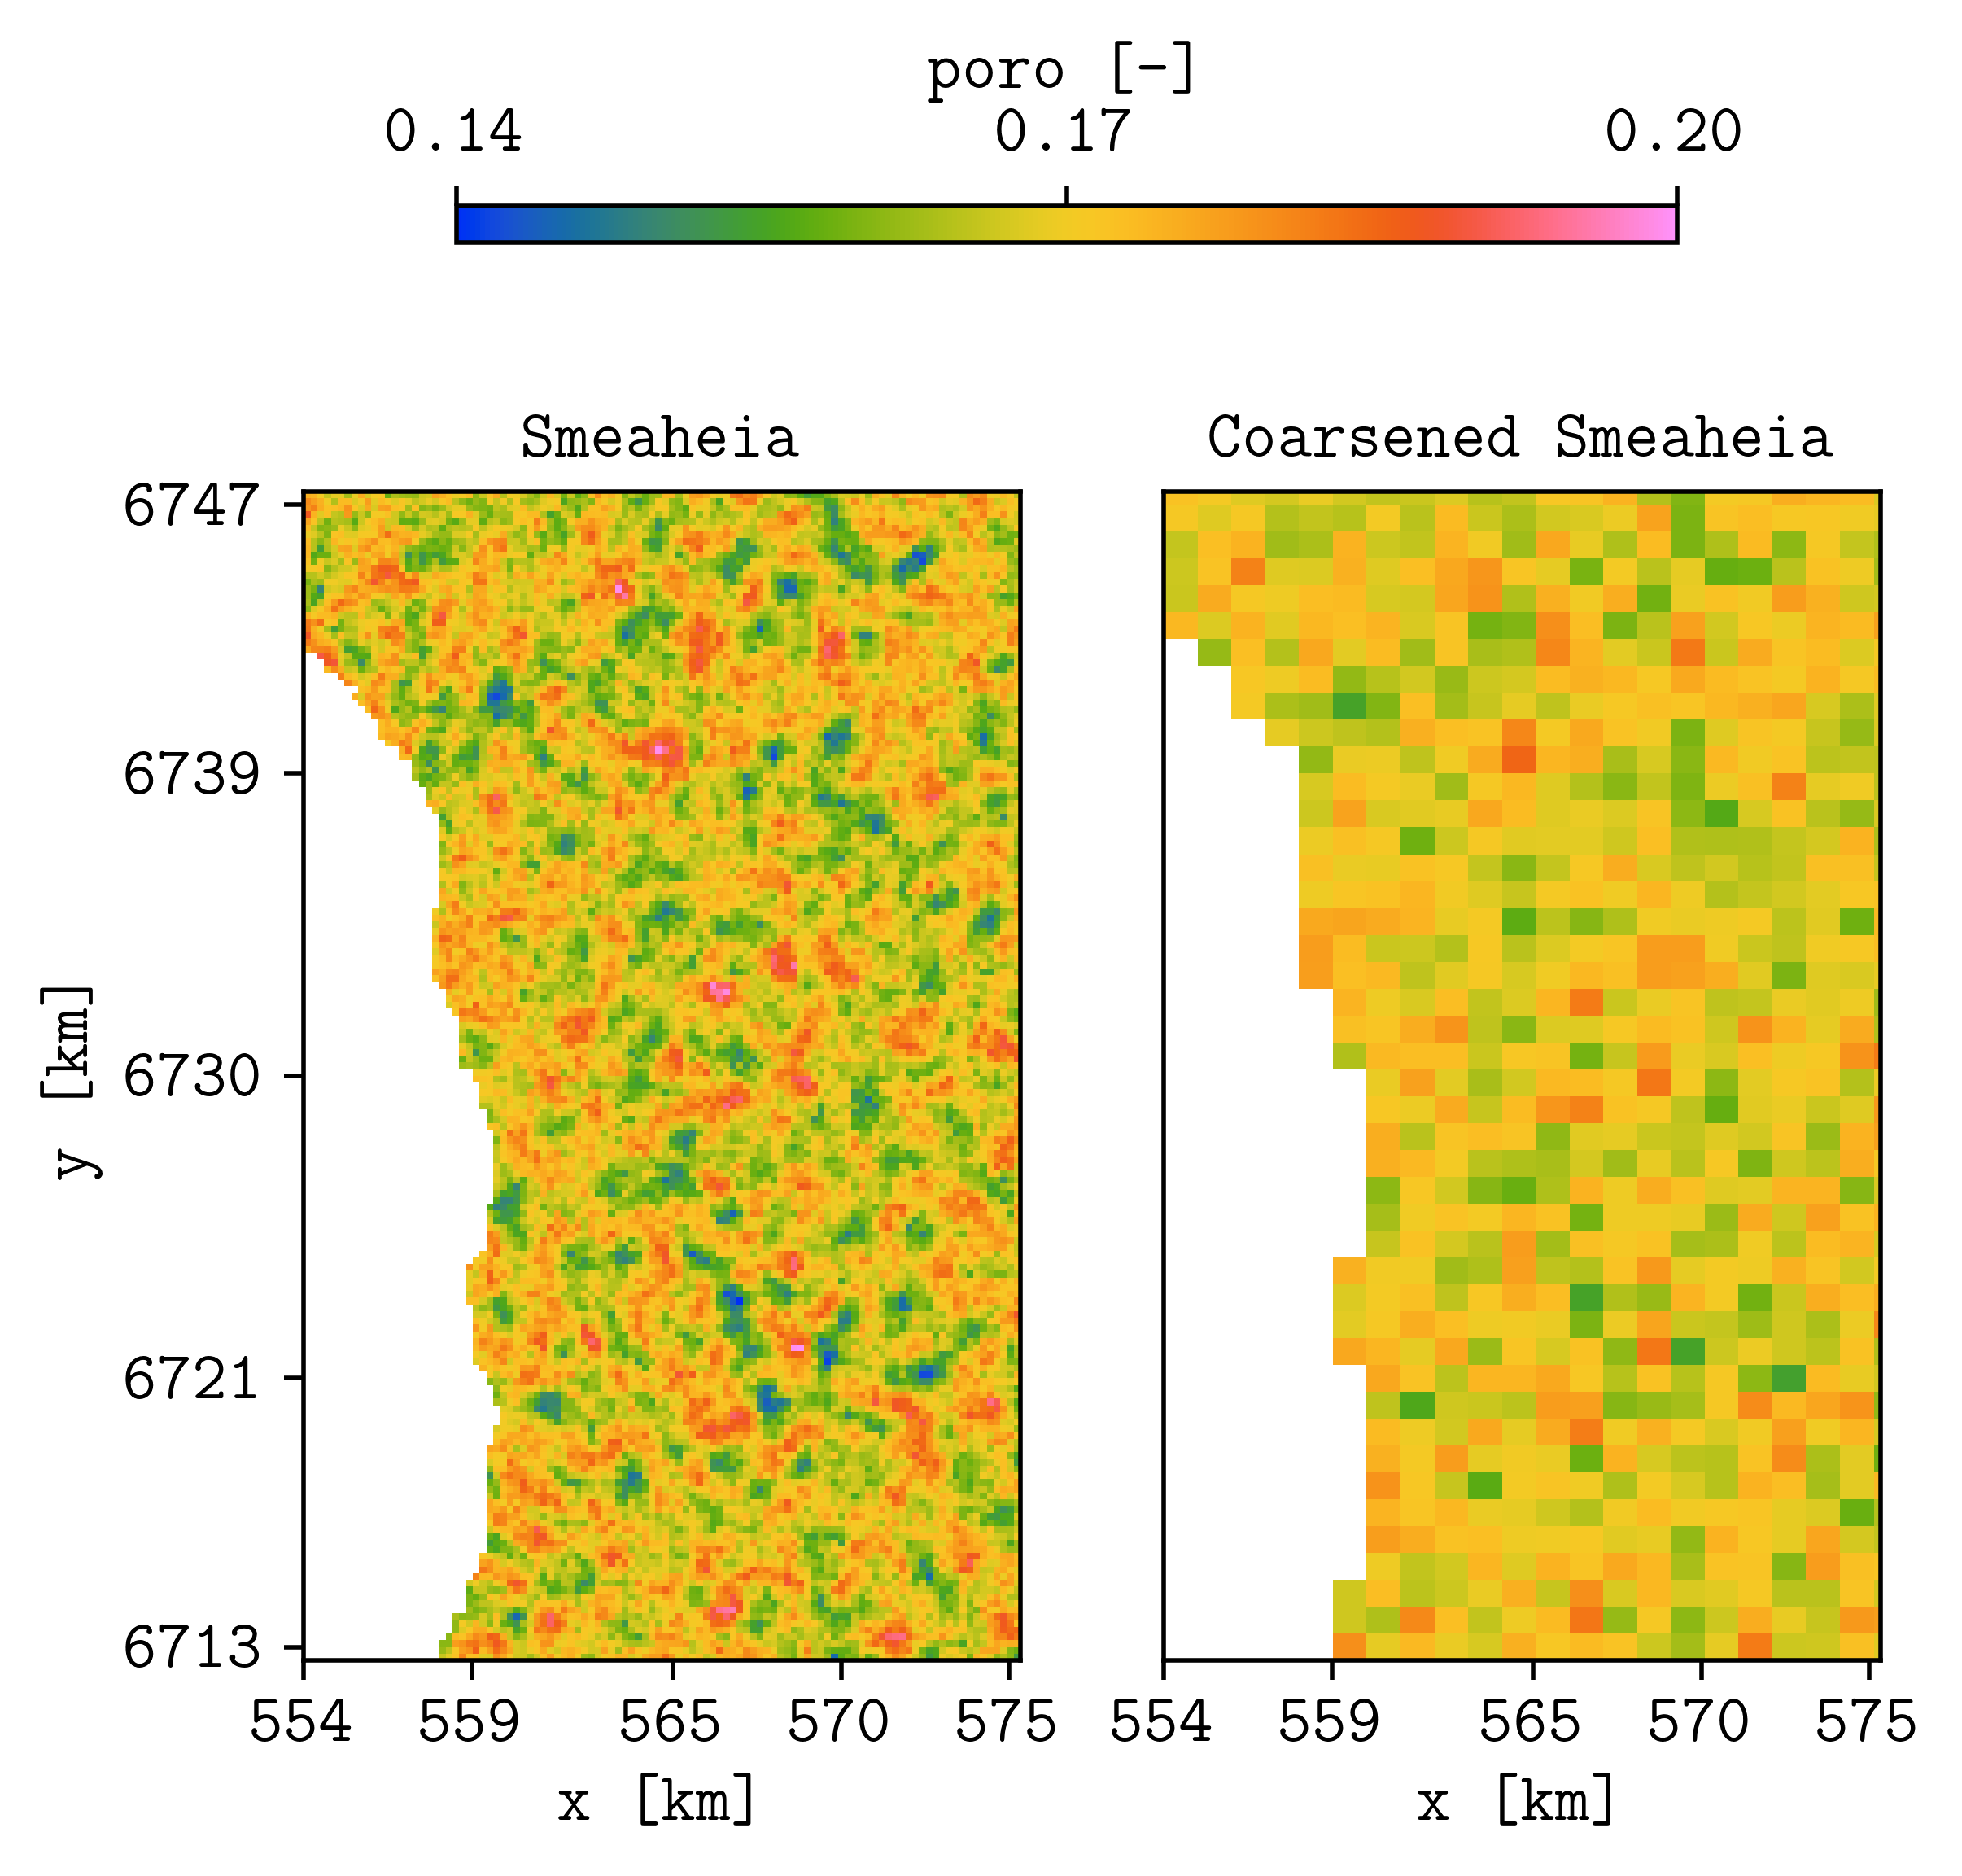 poro [-]
0.14 0.17 0.20
Smeaheia
Coarsened Smeaheia
6747
6739
6730
6721
6713
y [km]
554 559 565 570 575
554 559 565 570 575
x [km]
x [km]